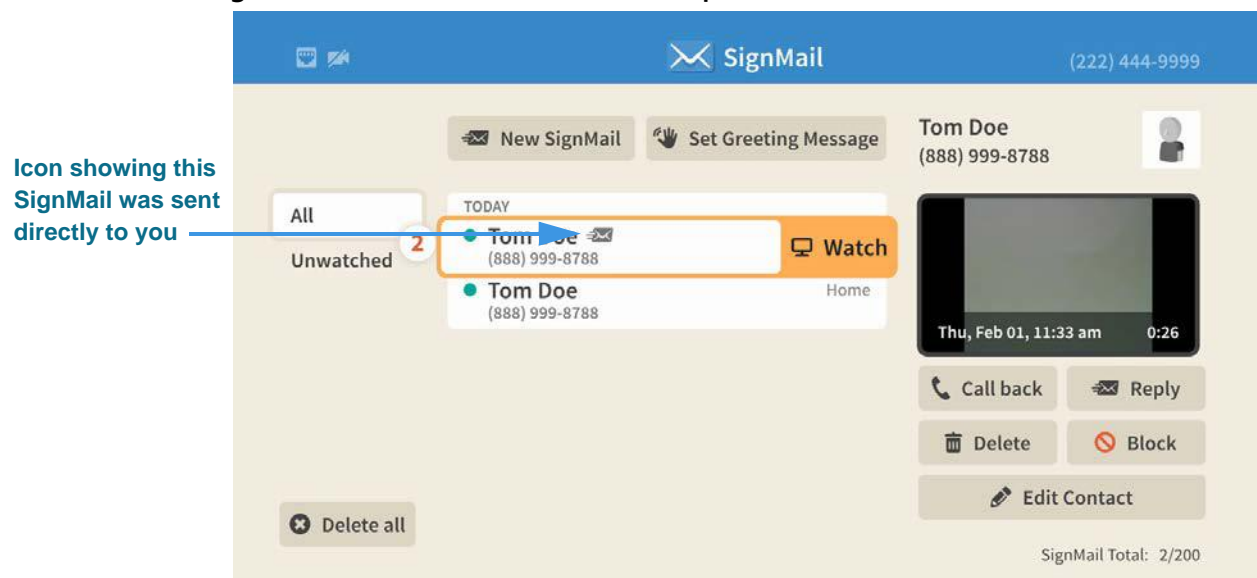 SignMail
(222) 444-9999
New SignMail
Set Greeting Message
Tom Doe
(888) 999-8788
Icon showing this
SignMail was sent
directly to you
All
2
Unwatched
TODAY
Tom Doe
(888) 999-8788
Watch
Tom Doe
Home
(888) 999-8788
Thu, Feb 01, 11:33 am
0:26
Call back
Reply
Delete
Block
Edit Contact
Delete all
SignMail Total: 2/200